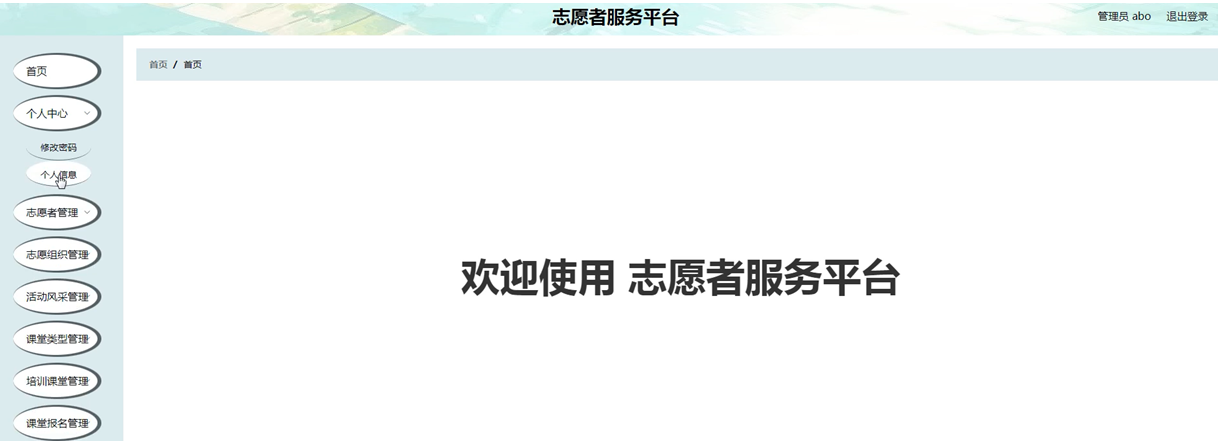 志愿者服务平台
管理员 abo 退出登录
首页
首页 / 首页
个人中心
修改密码
个人信息
志愿者管理
志愿组织管理
活动风采管理
课堂类型管理
培训课堂管理
课堂报名管理
欢迎使用 志愿者服务平台